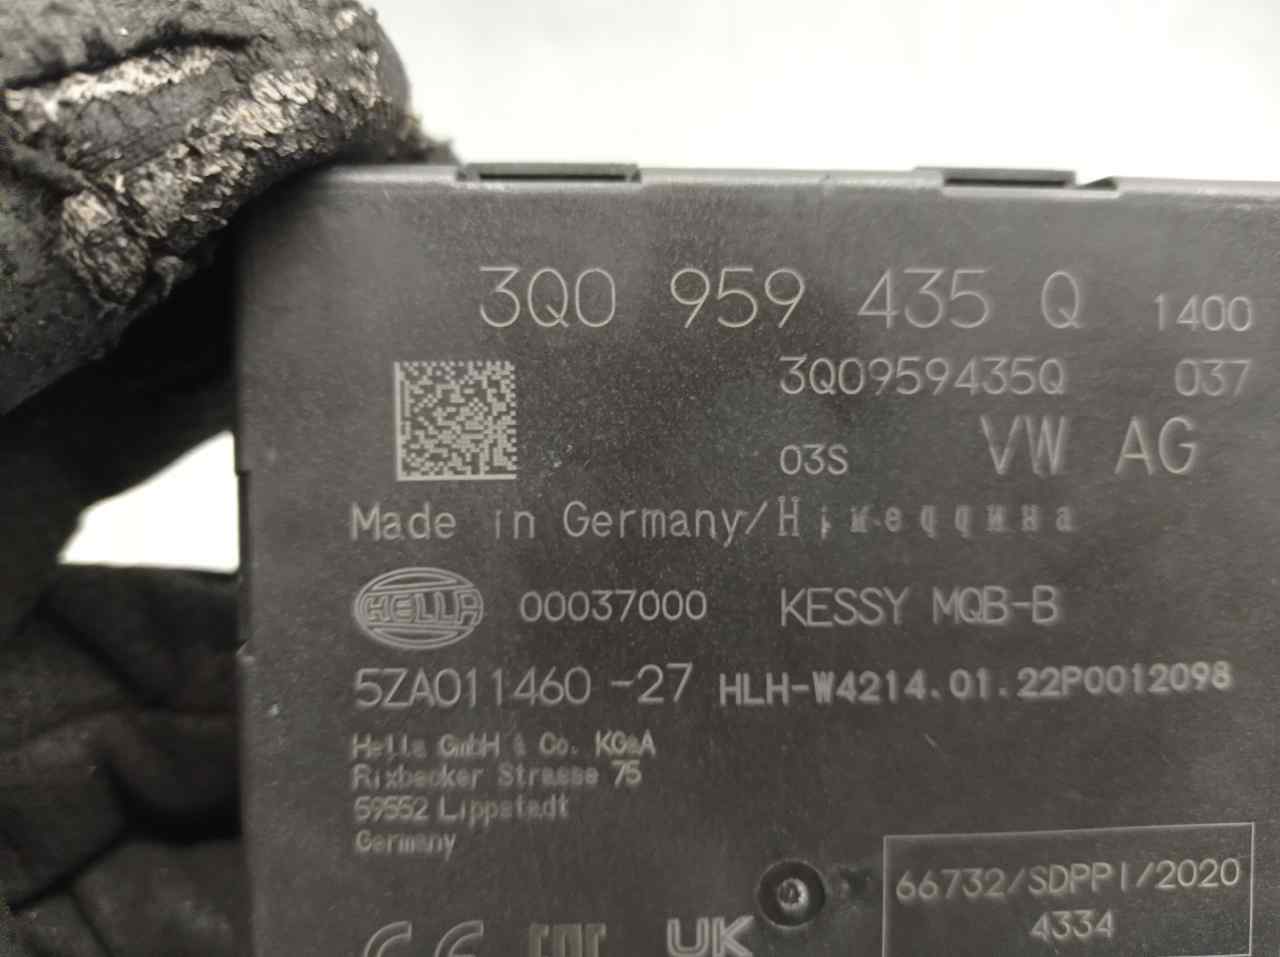 3Q0 959 435 Q 1400
3Q0959435Q 037
03S VW AG
Made in Germany/
HELLA 00037000 KESSY MQB-B
5ZA011460-27 HLH-W4214.01.22P0012098
Hella GmbH & Co. KGaA
Rixbecker Strasse 75
59552 Lippstadt
Germany
66732/SDPPI/2020
4334
CE UK